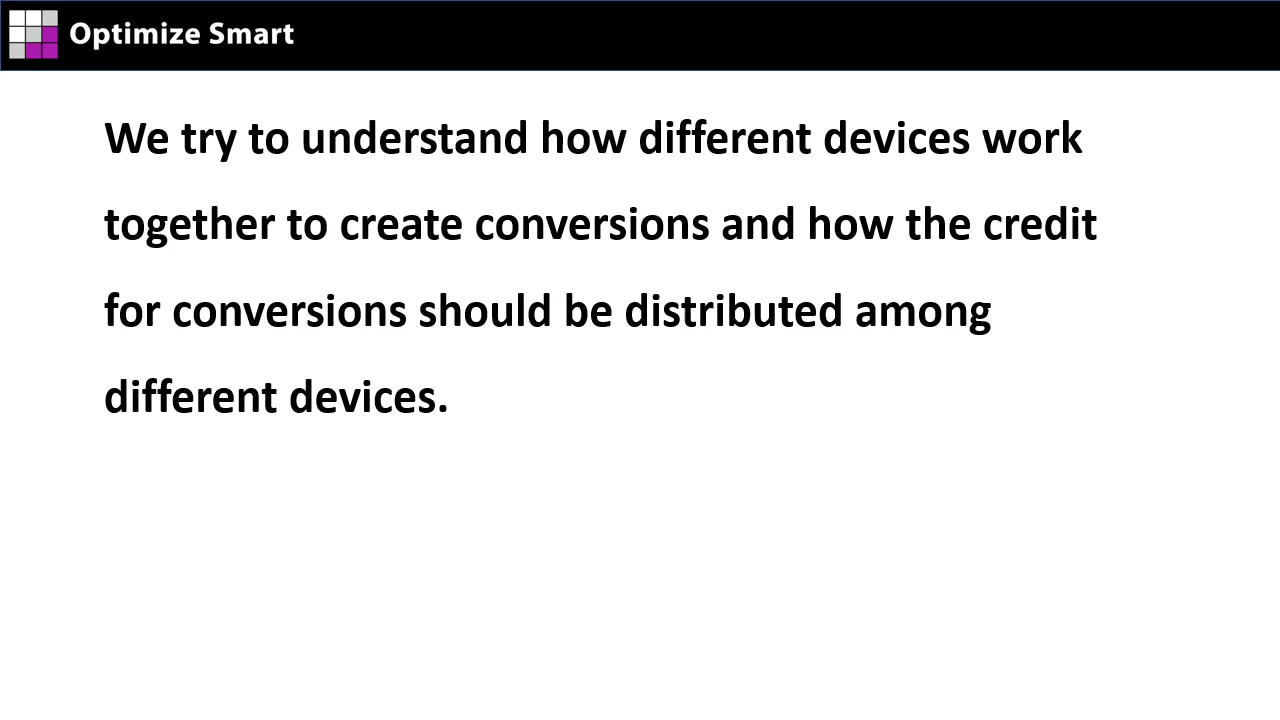 Optimize Smart
We try to understand how different devices work
together to create conversions and how the credit
for conversions should be distributed among
different devices.